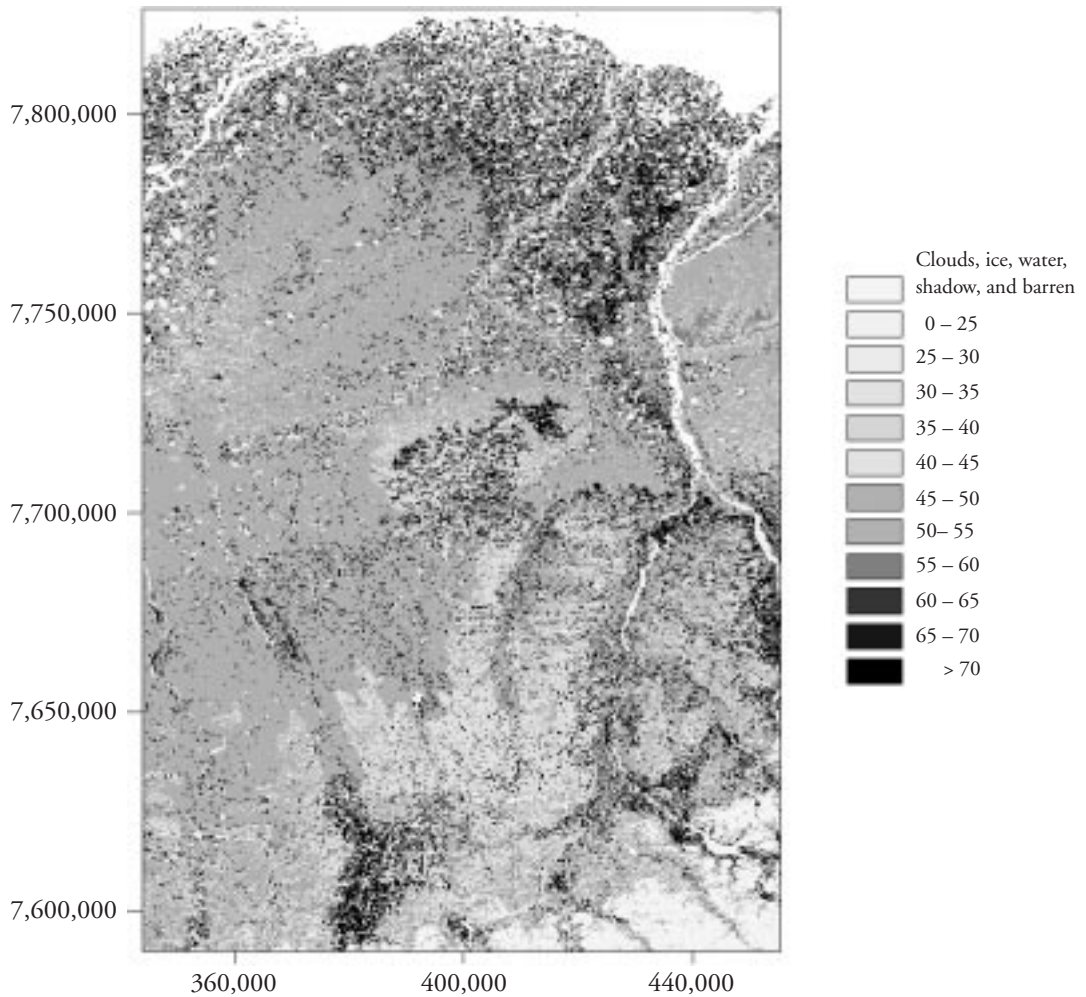 7,800,000
7,750,000
7,700,000
7,650,000
7,600,000
360,000
400,000
440,000
Clouds, ice, water,
shadow, and barren
0 – 25
25 – 30
30 – 35
35 – 40
40 – 45
45 – 50
50– 55
55 – 60
60 – 65
65 – 70
> 70